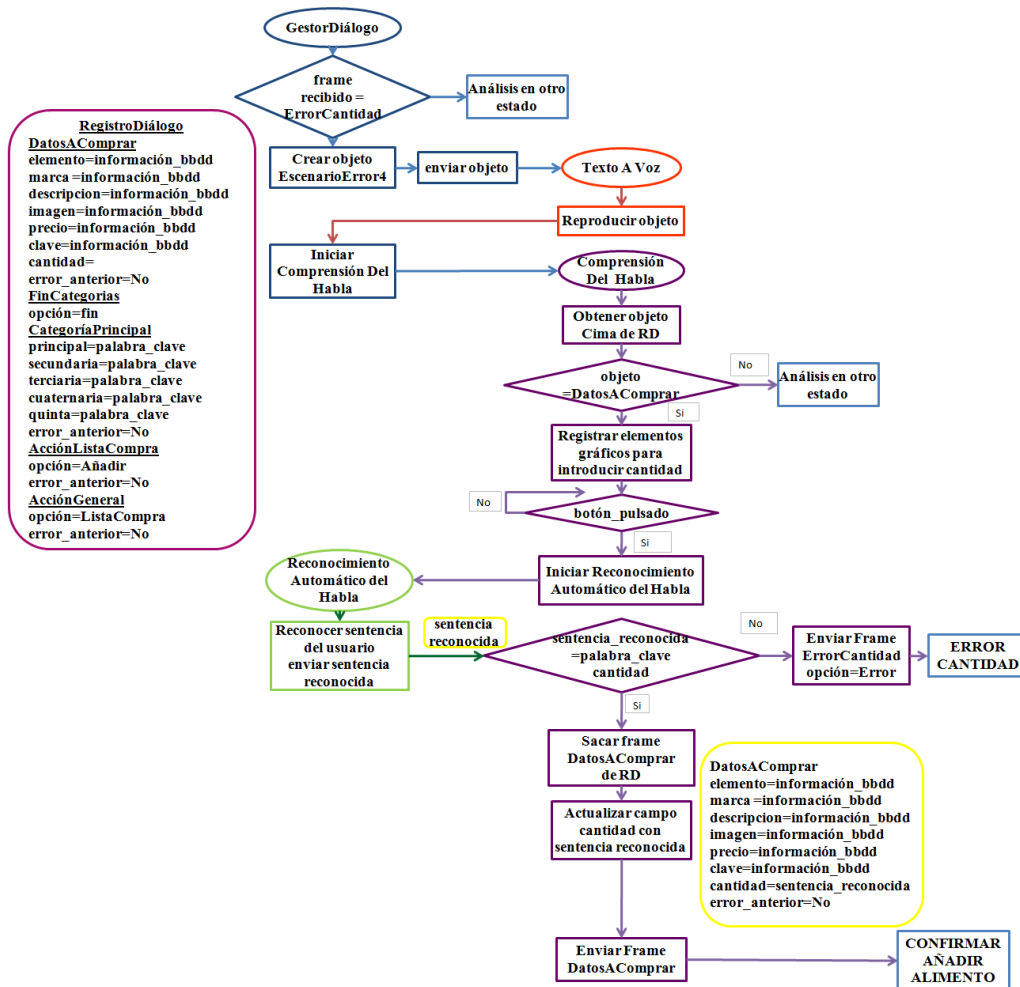 GestorDiálogo
frame
recibido =
ErrorCantidad
Análisis en otro
estado
Crear objeto
EscenarioError4
enviar objeto
Texto A Voz
Reproducir objeto
Iniciar
Comprensión Del
Habla
Comprensión
Del Habla
Obtener objeto
Cima de RD
objeto
=DatosAComprar
No
Análisis en otro
estado
Si
Registrar elementos
gráficos para
introducir cantidad
No
botón_pulsado
Si
Iniciar Reconocimiento
Automático del Habla
Reconocimiento
Automático del
Habla
Reconocer sentencia
del usuario
enviar sentencia
reconocida
sentencia
reconocida
sentencia_reconocida
=palabra_clave
cantidad
No
Enviar Frame
ErrorCantidad
opción=Error
ERROR
CANTIDAD
Si
Sacar frame
DatosAComprar
de RD
Actualizar campo
cantidad con
sentencia reconocida
Enviar Frame
DatosAComprar
CONFIRMAR
AÑADIR
ALIMENTO
RegistroDiálogo
DatosAComprar
elemento=información_bbdd
marca=información_bbdd
descripcion=información_bbdd
imagen=información_bbdd
precio=información_bbdd
clave=información_bbdd
cantidad=
error_anterior=No
FinCategorias
opción=fin
CategoríaPrincipal
principal=palabra_clave
secundaria=palabra_clave
terciaria=palabra_clave
cuaternaria=palabra_clave
quinta=palabra_clave
error_anterior=No
AcciónListaCompra
opción=Añadir
error_anterior=No
AcciónGeneral
opción=ListaCompra
error_anterior=No
DatosAComprar
elemento=información_bbdd
marca=información_bbdd
descripcion=información_bbdd
imagen=información_bbdd
precio=información_bbdd
clave=información_bbdd
cantidad=sentencia_reconocida
error_anterior=No